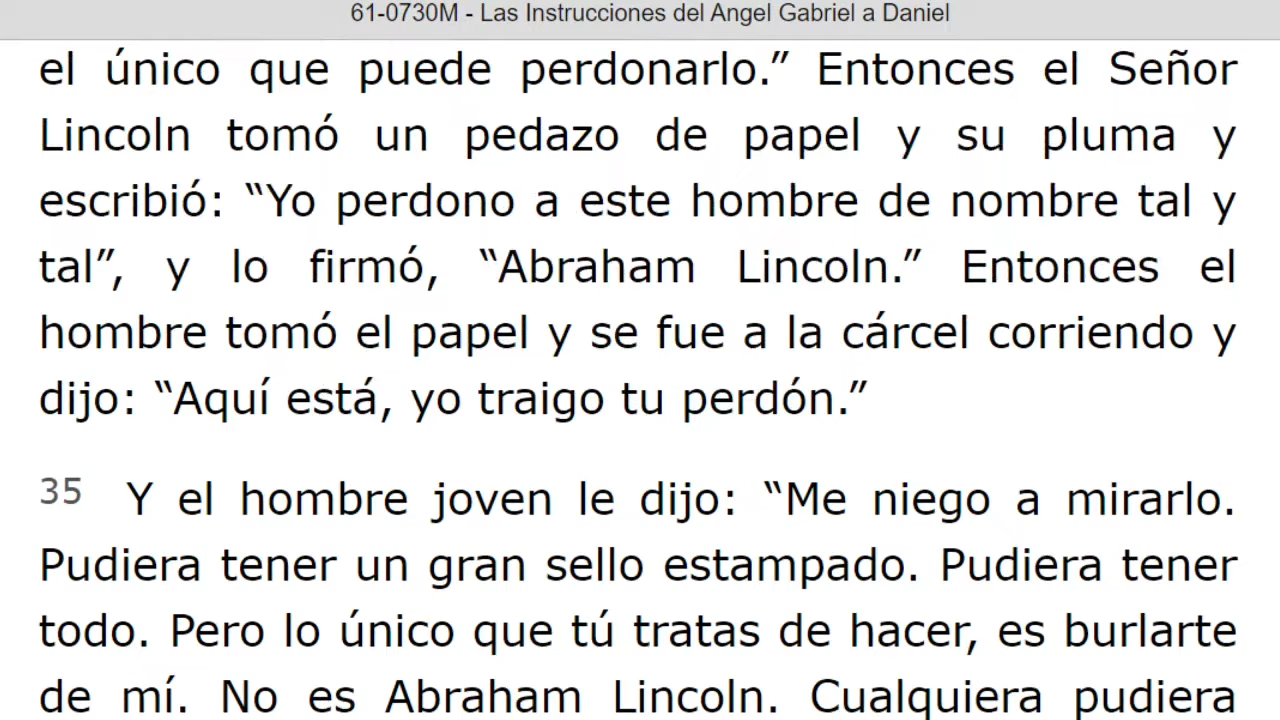 61-0730M - Las Instrucciones del Angel Gabriel a Daniel
el único que puede perdonarlo.” Entonces el Señor
Lincoln tomó un pedazo de papel y su pluma y
escribió: “Yo perdono a este hombre de nombre tal y
tal”, y lo firmó, “Abraham Lincoln.” Entonces el
hombre tomó el papel y se fue a la cárcel corriendo y
dijo: “Aquí está, yo traigo tu perdón.”
35 Y el hombre joven le dijo: “Me niego a mirarlo.
Pudiera tener un gran sello estampado. Pudiera tener
todo. Pero lo único que tú tratas de hacer, es burlarte
de mí. No es Abraham Lincoln. Cualquiera pudiera